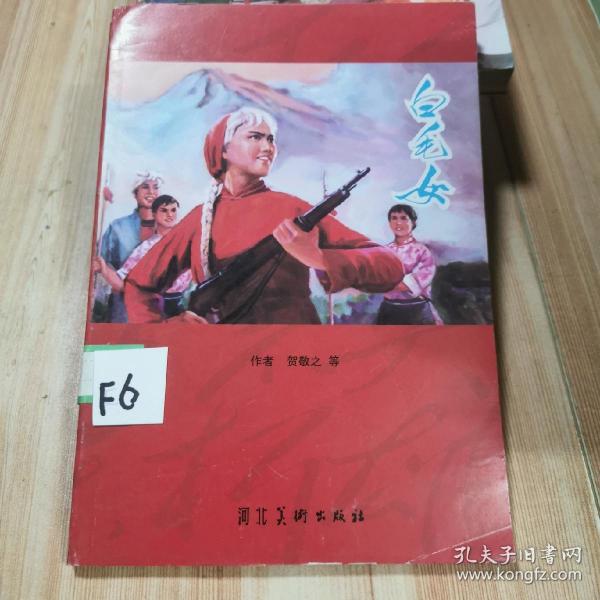 白毛女
作者 贺敬之 等
F6
河北美術出版社
孔夫子旧书网
www.kongfz.com